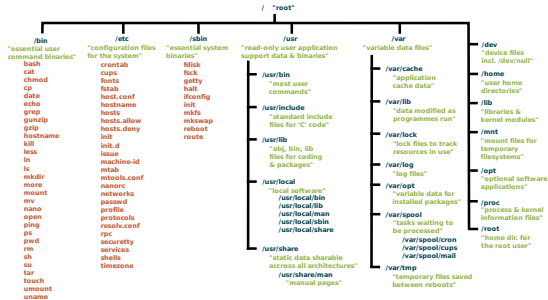 / "root"
/bin
"essential user
command binaries"
bash
cat
chmod
cp
date
echo
grep
gunzip
gzip
hostname
kill
less
ln
ls
mkdir
more
mount
mv
nano
open
ping
ps
pwd
rm
sh
su
tar
touch
umount
uname
/etc
"configuration files
for the system"
crontab
cups
fonts
fstab
host.conf
hostname
hosts
hosts.allow
hosts.deny
init
init.d
issue
machine-id
mtab
mtools.conf
nanorc
networks
passwd
profile
protocols
resolv.conf
rpc
securetty
services
shells
timezone
/sbin
"essential system
binaries"
fdisk
fsck
getty
halt
ifconfig
init
mkfs
mkswap
reboot
route
/usr
"read-only user application
support data & binaries"
/usr/bin
"most user
commands"
/usr/include
"standard include
files for 'C' code"
/usr/lib
"obj, bin, lib
files for coding
& packages"
/usr/local
"local software"
/usr/local/bin
/usr/local/lib
/usr/local/man
/usr/local/sbin
/usr/local/share
/usr/share
"static data sharable
accross all architectures"
/usr/share/man
"manual pages"
/var
"variable data files"
/var/cache
"application
cache data"
/var/lib
"data modified as
programmes run"
/var/lock
"lock files to track
resources in use"
/var/log
"log files"
/var/opt
"variable data for
installed packages"
/var/spool
"tasks waiting
to be processed"
/var/spool/cron
/var/spool/cups
/var/spool/mail
/var/tmp
"temporary files saved
between reboots"
/dev
"device files
incl. /dev/null"
/home
"user home
directories"
/lib
"libraries &
kernel modules"
/mnt
"mount files for
temporary
filesystems"
/opt
"optional software
applications"
/proc
"process & kernel
information files"
/root
"home dir. for
the root user"